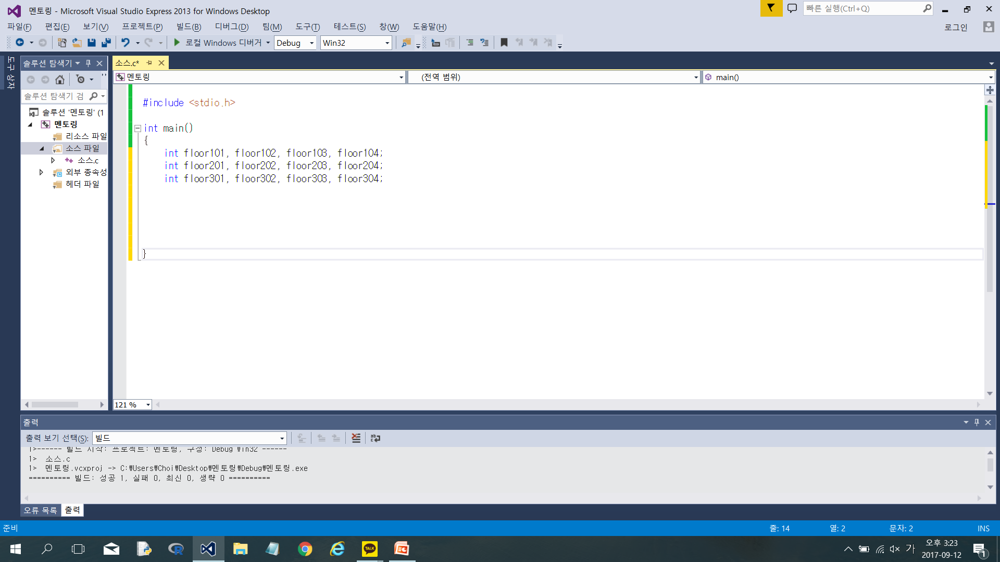 멘토링 - Microsoft Visual Studio Express 2013 for Windows Desktop
빠른 실행(Ctrl+Q)
파일(F) 편집(E) 보기(V) 프로젝트(P) 빌드(B) 디버그(D) 팀(M) 도구(T) 테스트(S) 창(W) 도움말(H)
로그인
로컬 Windows 디버거 Debug Win32
도구 상자
솔루션 탐색기
솔루션 탐색기 검
솔루션 '멘토링' (1
멘토링
리소스 파일
소스 파일
소스.c
외부 종속성
헤더 파일
소스.c*
멘토링 (전역 범위) main()
#include <stdio.h>
int main()
{
int floor101, floor102, floor103, floor104;
int floor201, floor202, floor203, floor204;
int floor301, floor302, floor303, floor304;
}
121 %
출력
출력 보기 선택(S): 빌드
1>------ 빌드 시작: 프로젝트: 멘토링, 구성: Debug Win32 ------
1> 소스.c
1> 멘토링.vcxproj -> C:\Users\Choi\Desktop\멘토링\Debug\멘토링.exe
========== 빌드: 성공 1, 실패 0, 최신 0, 생략 0 ==========
오류 목록 출력
준비 줄: 14 열: 2 문자: 2 INS
TALK
가
오후 3:23
2017-09-12
1